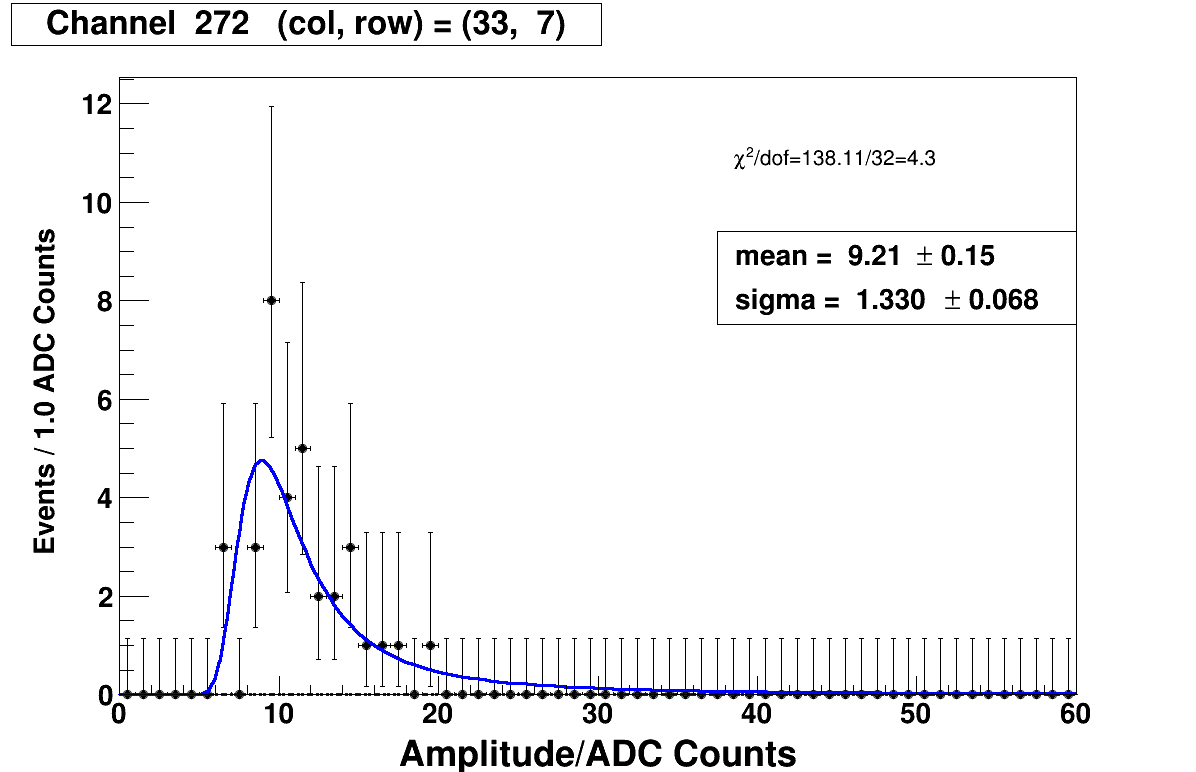 Channel 272 (col, row) = (33, 7)
χ²/dof=138.11/32=4.3
mean = 9.21 ± 0.15
sigma = 1.330 ± 0.068
Events / 1.0 ADC Counts
12
10
8
6
4
2
0
0 10 20 30 40 50 60
Amplitude/ADC Counts